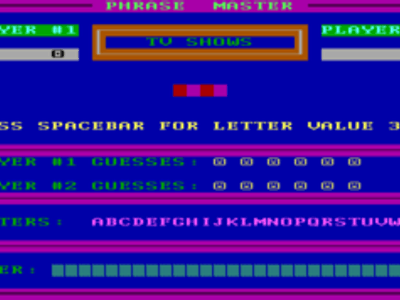 PHRASE MASTER
YER #1
PLAYER
TV SHOWS
0
SS SPACEBAR FOR LETTER VALUE 3
YER #1 GUESSES: 0 0 0 0 0 0
YER #2 GUESSES: 0 0 0 0 0 0
TERS: ABCDEFGHIJKLMNOPQRSTUVW
ER: